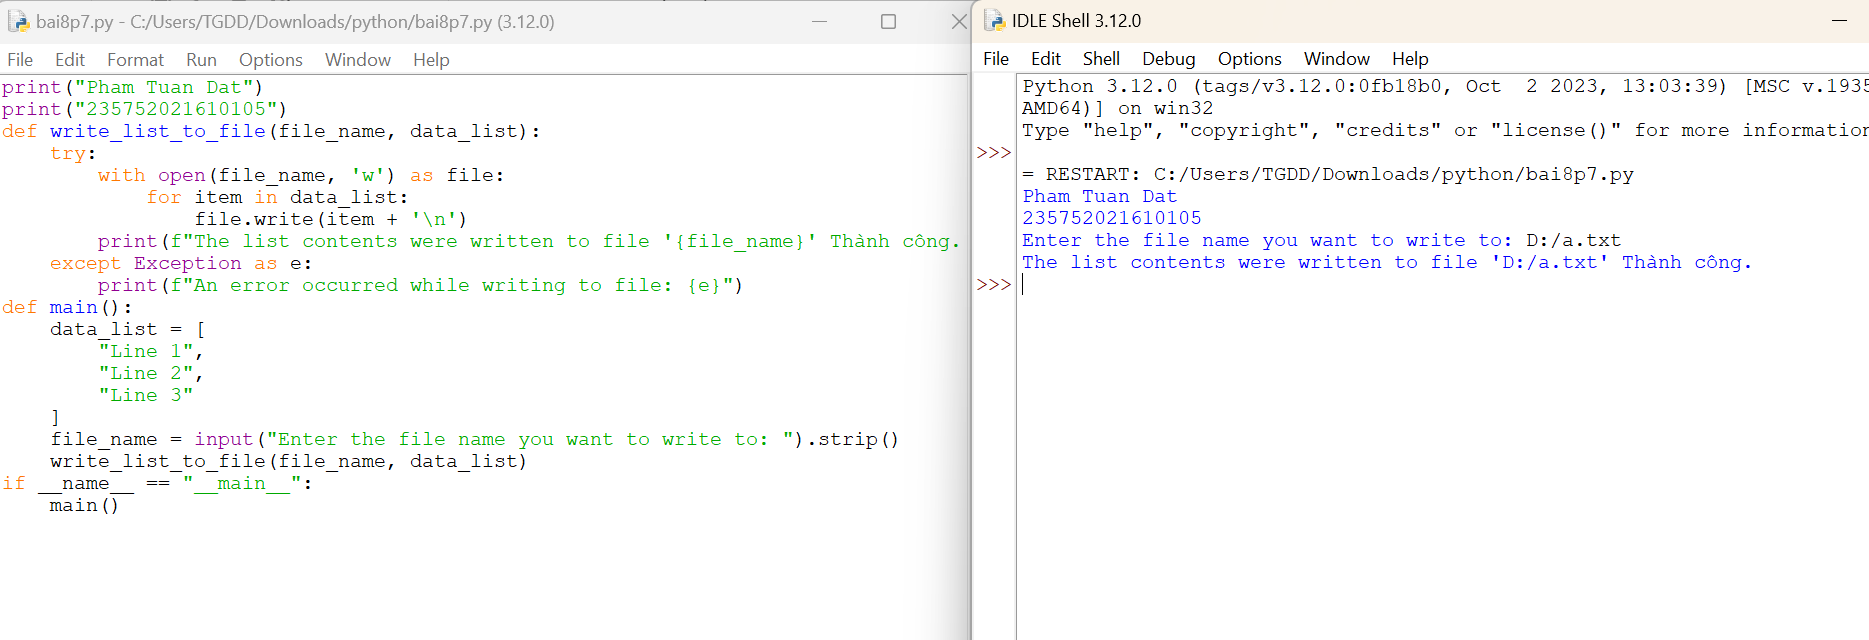 bai8p7.py - C:/Users/TGDD/Downloads/python/bai8p7.py (3.12.0)
File Edit Format Run Options Window Help
print("Pham Tuan Dat")
print("235752021610105")
def write_list_to_file(file_name, data_list):
    try:
        with open(file_name, 'w') as file:
            for item in data_list:
                file.write(item + '\n')
        print(f"The list contents were written to file '{file_name}' Thành công.
    except Exception as e:
        print(f"An error occurred while writing to file: {e}")
def main():
    data_list = [
        "Line 1",
        "Line 2",
        "Line 3"
    ]
    file_name = input("Enter the file name you want to write to: ").strip()
    write_list_to_file(file_name, data_list)
if __name__ == "__main__":
    main()
IDLE Shell 3.12.0
File Edit Shell Debug Options Window Help
Python 3.12.0 (tags/v3.12.0:0fb18b0, Oct  2 2023, 13:03:39) [MSC v.1935
AMD64)] on win32
Type "help", "copyright", "credits" or "license()" for more information
>>>
= RESTART: C:/Users/TGDD/Downloads/python/bai8p7.py
Pham Tuan Dat
235752021610105
Enter the file name you want to write to: D:/a.txt
The list contents were written to file 'D:/a.txt' Thành công.
>>>